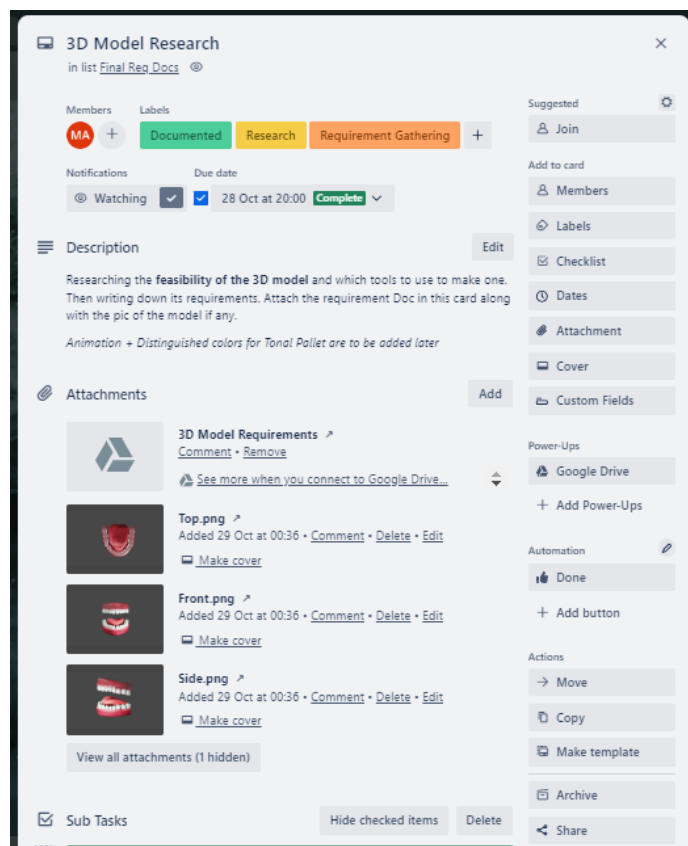 3D Model Research
in list Final Req Docs
Members
Labels
MA
+
Documented
Research
Requirement Gathering
+
Notifications
Due date
Watching
28 Oct at 20:00 Complete
Description
Edit
Researching the feasibility of the 3D model and which tools to use to make one.
Then writing down its requirements. Attach the requirement Doc in this card along
with the pic of the model if any.
Animation + Distinguished colors for Tonal Pallet are to be added later
Attachments
Add
3D Model Requirements ↗
Comment • Remove
See more when you connect to Google Drive...
Top.png ↗
Added 29 Oct at 00:36 • Comment • Delete • Edit
Make cover
Front.png ↗
Added 29 Oct at 00:36 • Comment • Delete • Edit
Make cover
Side.png ↗
Added 29 Oct at 00:36 • Comment • Delete • Edit
Make cover
View all attachments (1 hidden)
Sub Tasks
Hide checked items
Delete
Suggested
Join
Add to card
Members
Labels
Checklist
Dates
Attachment
Cover
Custom Fields
Power-Ups
Google Drive
+ Add Power-Ups
Automation
Done
+ Add button
Actions
→ Move
Copy
Make template
Archive
Share